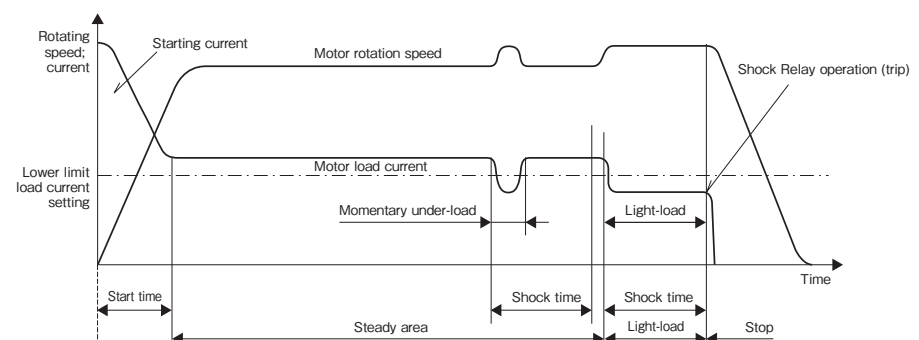 Rotating
speed;
current
Starting current
Motor rotation speed
Shock Relay operation (trip)
Lower limit
load current
setting
Motor load current
Momentary under-load
Light-load
Time
Start time
Shock time
Shock time
Steady area
Light-load
Stop